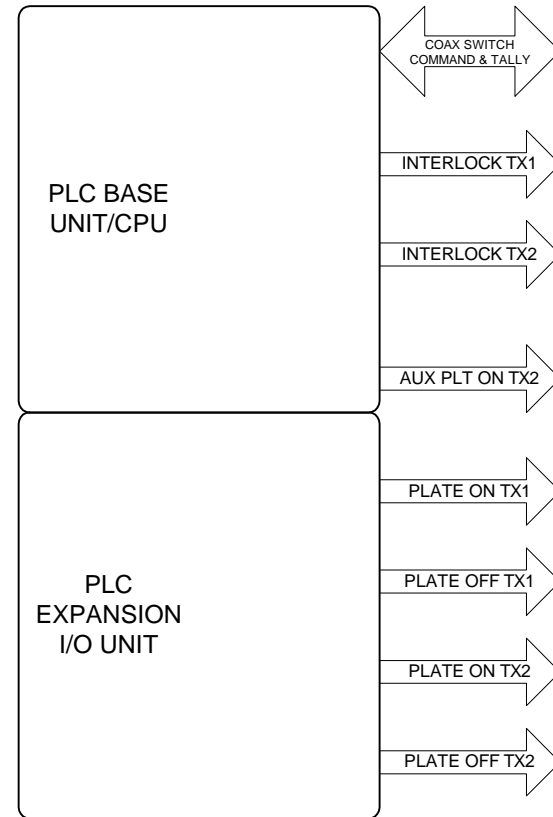 COAX SWITCH
COMMAND & TALLY
INTERLOCK TX1
PLC BASE
UNIT/CPU
INTERLOCK TX2
AUX PLT ON TX2
PLATE ON TX1
PLATE OFF TX1
PLC
EXPANSION
I/O UNIT
PLATE ON TX2
PLATE OFF TX2